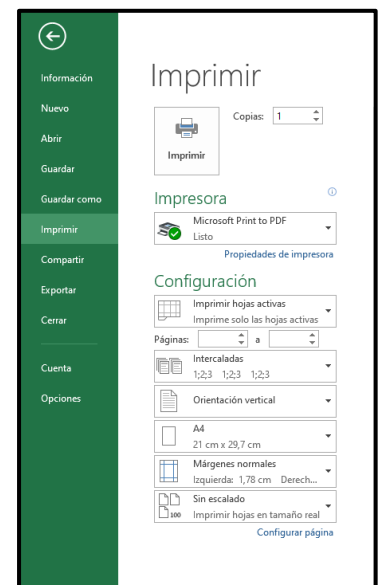 Información
Nuevo
Abrir
Guardar
Guardar como
Imprimir
Compartir
Exportar
Cerrar
Cuenta
Opciones
Imprimir
Copias: 1
Imprimir
Impresora
Microsoft Print to PDF
Listo
Propiedades de impresora
Configuración
Imprimir hojas activas
Imprime solo las hojas activas
Páginas: a
Intercaladas
1;2;3 1;2;3 1;2;3
Orientación vertical
A4
21 cm x 29,7 cm
Márgenes normales
Izquierda: 1,78 cm Derech...
Sin escalado
100 Imprimir hojas en tamaño real
Configurar página